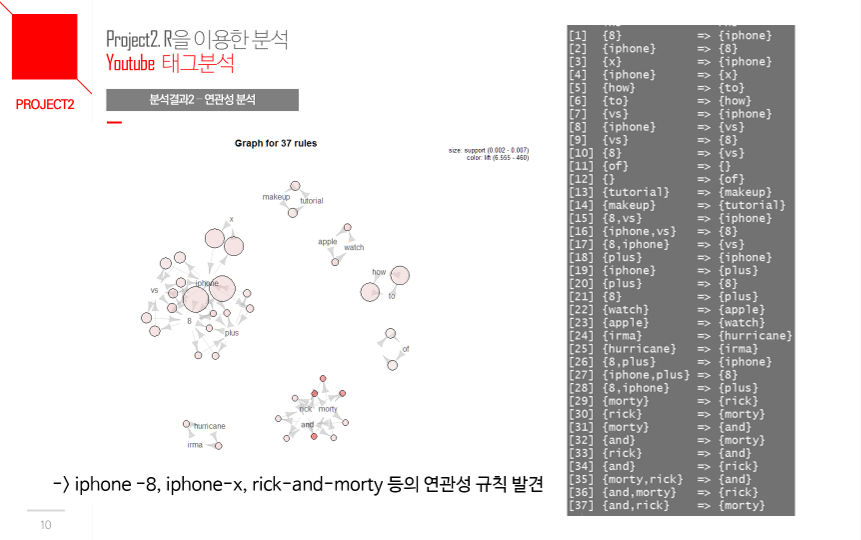 Project2. R을 이용한 분석
Youtube 태그분석
PROJECT2
분석결과2 – 연관성 분석
Graph for 37 rules
size: support (0.002 - 0.007)
color: lift (6.555 - 460)
makeup
tutorial
x
apple
watch
iphone
vs
how
to
8
plus
of
rick
morty
and
hurricane
irma
-> iphone -8, iphone-x, rick-and-morty 등의 연관성 규칙 발견
10
[1] {8} => {iphone}
[2] {iphone} => {8}
[3] {x} => {iphone}
[4] {iphone} => {x}
[5] {how} => {to}
[6] {to} => {how}
[7] {vs} => {iphone}
[8] {iphone} => {vs}
[9] {vs} => {8}
[10] {8} => {vs}
[11] {of} => {}
[12] {} => {of}
[13] {tutorial} => {makeup}
[14] {makeup} => {tutorial}
[15] {8,vs} => {iphone}
[16] {iphone,vs} => {8}
[17] {8,iphone} => {vs}
[18] {plus} => {iphone}
[19] {iphone} => {plus}
[20] {plus} => {8}
[21] {8} => {plus}
[22] {watch} => {apple}
[23] {apple} => {watch}
[24] {irma} => {hurricane}
[25] {hurricane} => {irma}
[26] {8,plus} => {iphone}
[27] {iphone,plus} => {8}
[28] {8,iphone} => {plus}
[29] {morty} => {rick}
[30] {rick} => {morty}
[31] {morty} => {and}
[32] {and} => {morty}
[33] {rick} => {and}
[34] {and} => {rick}
[35] {morty,rick} => {and}
[36] {and,morty} => {rick}
[37] {and,rick} => {morty}